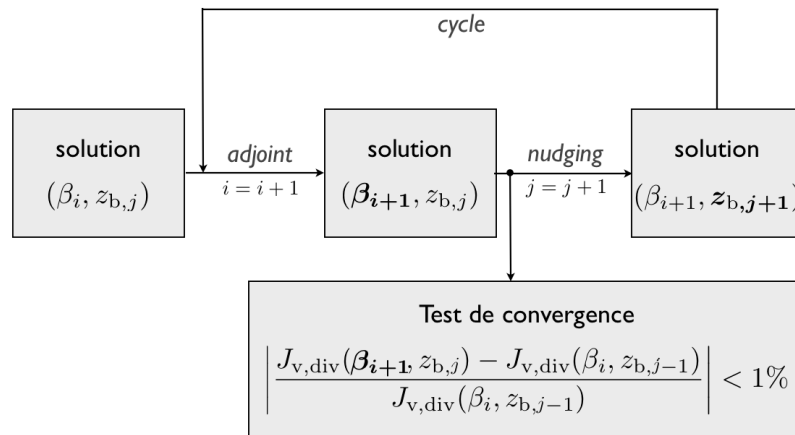 cycle
solution
(β_i, z_{b,j})
adjoint
i = i + 1
solution
(β_{i+1}, z_{b,j})
nudging
j = j + 1
solution
(β_{i+1}, z_{b,j+1})
Test de convergence
| \frac{J_{v,div}(β_{i+1}, z_{b,j}) − J_{v,div}(β_i, z_{b,j−1})}{J_{v,div}(β_i, z_{b,j−1})} | < 1%